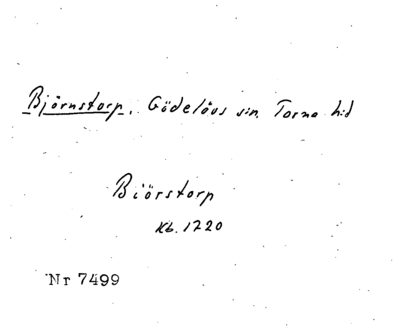 Björnstorp, Gödelövs sn, Torna hd
Biörstorp
Kb. 1720
Nr 7499